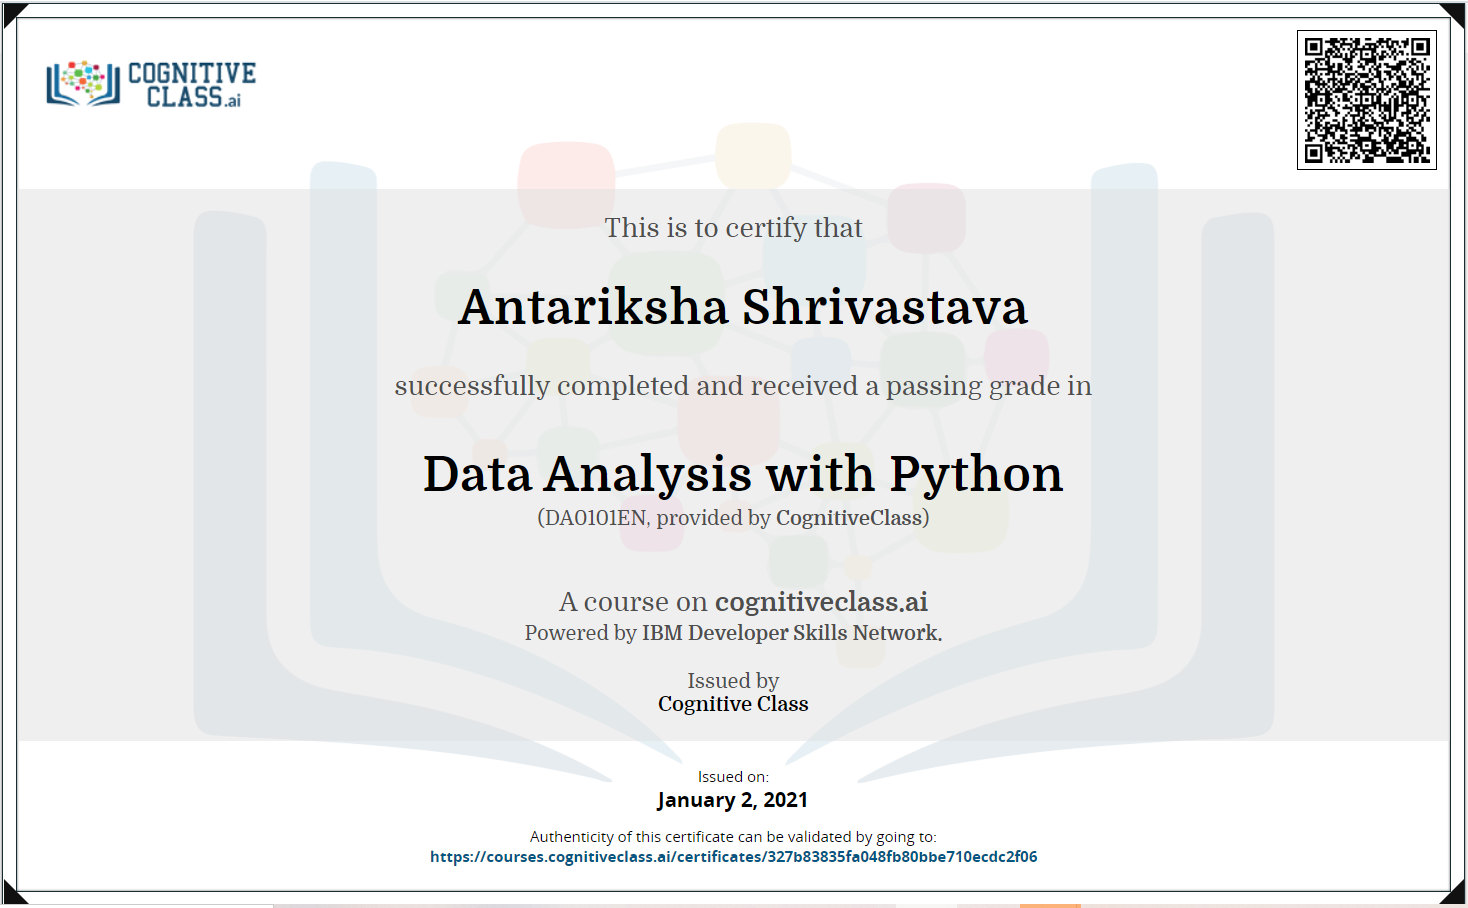 COGNITIVE
CLASS.ai
This is to certify that
Antariksha Shrivastava
successfully completed and received a passing grade in
Data Analysis with Python
(DA0101EN, provided by CognitiveClass)
A course on cognitiveclass.ai
Powered by IBM Developer Skills Network.
Issued by
Cognitive Class
Issued on:
January 2, 2021
Authenticity of this certificate can be validated by going to:
https://courses.cognitiveclass.ai/certificates/327b83835fa048fb80bbe710ecdc2f06